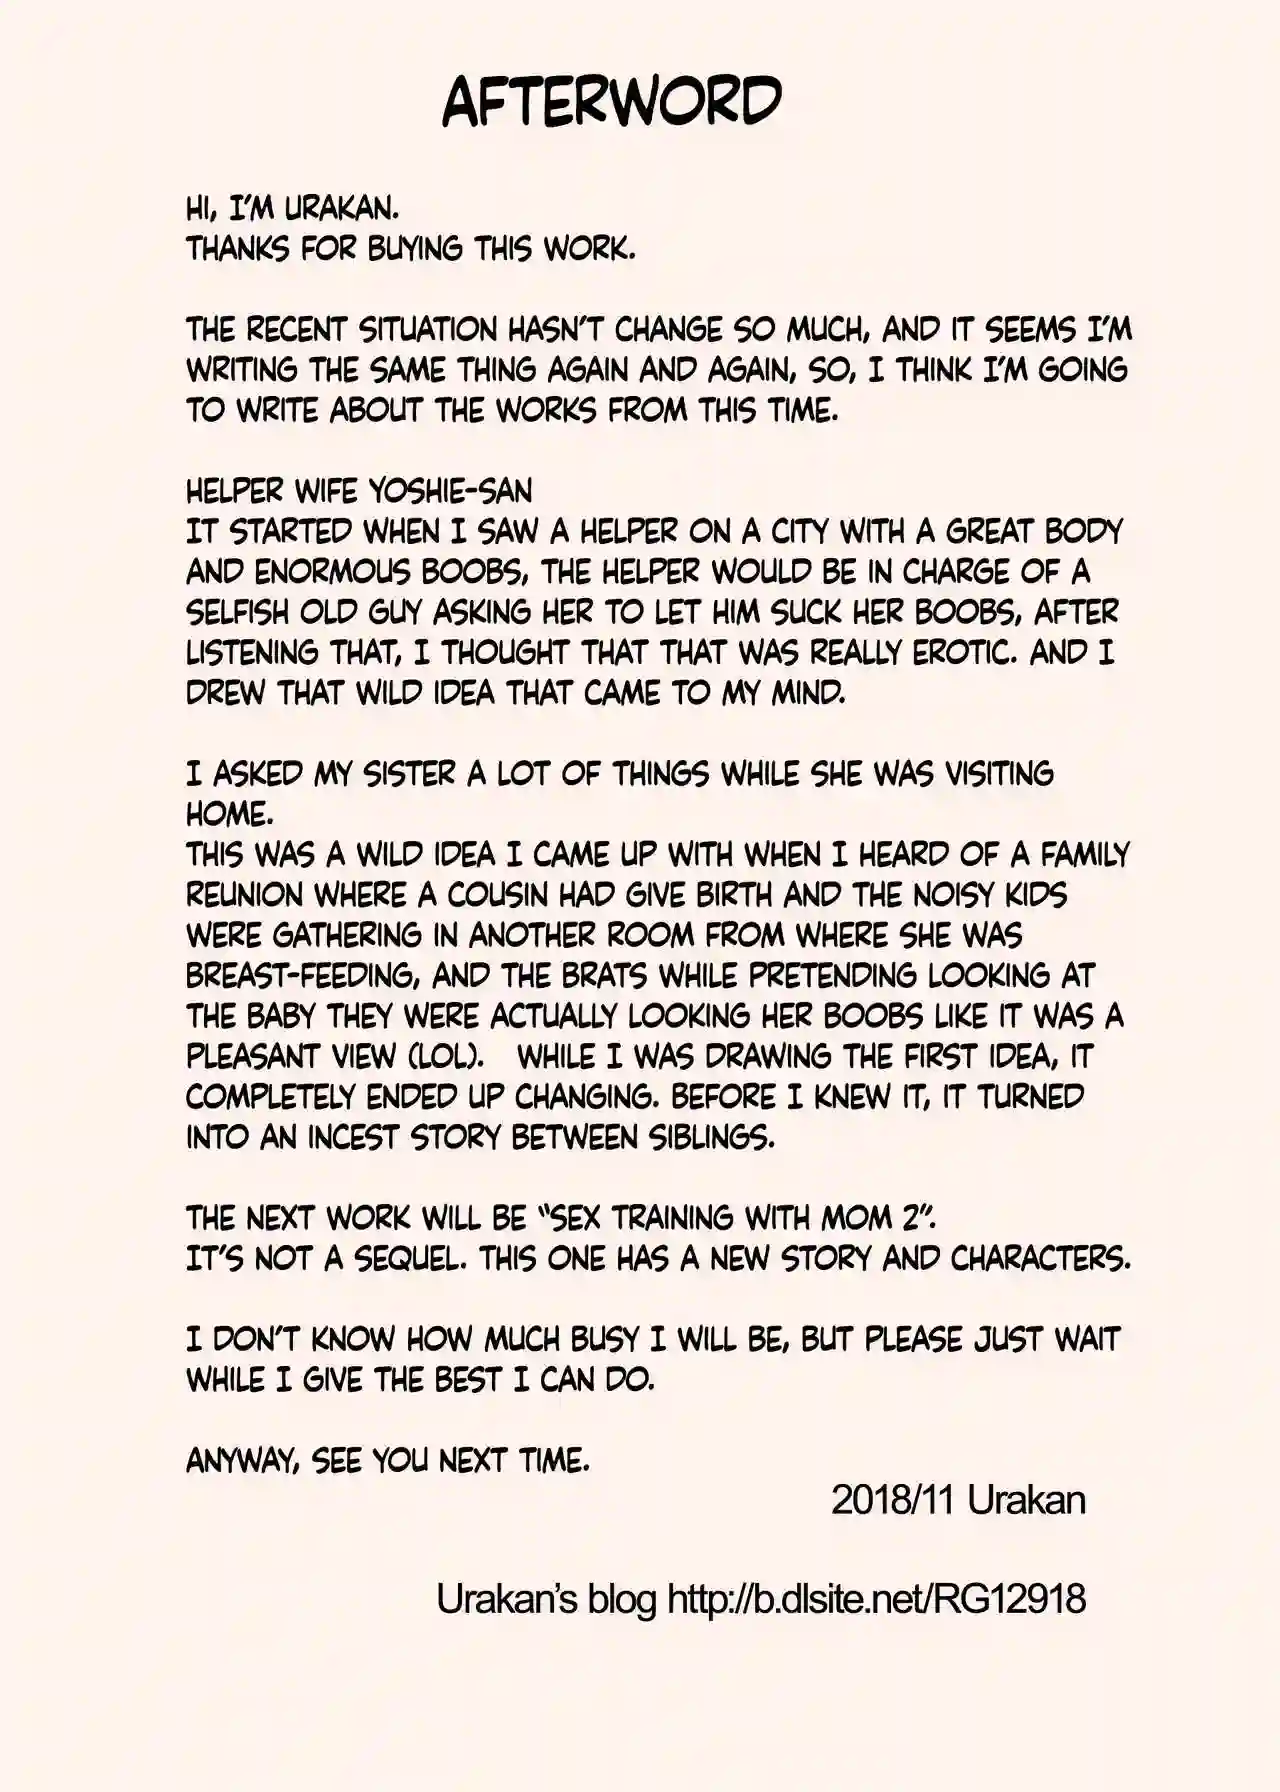 AFTERWORD
HI, I'M URAKAN.
THANKS FOR BUYING THIS WORK.
THE RECENT SITUATION HASN'T CHANGE SO MUCH, AND IT SEEMS I'M
WRITING THE SAME THING AGAIN AND AGAIN, SO, I THINK I'M GOING
TO WRITE ABOUT THE WORKS FROM THIS TIME.
HELPER WIFE YOSHIE-SAN
IT STARTED WHEN I SAW A HELPER ON A CITY WITH A GREAT BODY
AND ENORMOUS BOOBS, THE HELPER WOULD BE IN CHARGE OF A
SELFISH OLD GUY ASKING HER TO LET HIM SUCK HER BOOBS, AFTER
LISTENING THAT, I THOUGHT THAT THAT WAS REALLY EROTIC. AND I
DREW THAT WILD IDEA THAT CAME TO MY MIND.
I ASKED MY SISTER A LOT OF THINGS WHILE SHE WAS VISITING
HOME.
THIS WAS A WILD IDEA I CAME UP WITH WHEN I HEARD OF A FAMILY
REUNION WHERE A COUSIN HAD GIVE BIRTH AND THE NOISY KIDS
WERE GATHERING IN ANOTHER ROOM FROM WHERE SHE WAS
BREAST-FEEDING, AND THE BRATS WHILE PRETENDING LOOKING AT
THE BABY THEY WERE ACTUALLY LOOKING HER BOOBS LIKE IT WAS A
PLEASANT VIEW (LOL). WHILE I WAS DRAWING THE FIRST IDEA, IT
COMPLETELY ENDED UP CHANGING. BEFORE I KNEW IT, IT TURNED
INTO AN INCEST STORY BETWEEN SIBLINGS.
THE NEXT WORK WILL BE "SEX TRAINING WITH MOM 2".
IT'S NOT A SEQUEL. THIS ONE HAS A NEW STORY AND CHARACTERS.
I DON'T KNOW HOW MUCH BUSY I WILL BE, BUT PLEASE JUST WAIT
WHILE I GIVE THE BEST I CAN DO.
ANYWAY, SEE YOU NEXT TIME.
2018/11 Urakan
Urakan's blog http://b.dlsite.net/RG12918